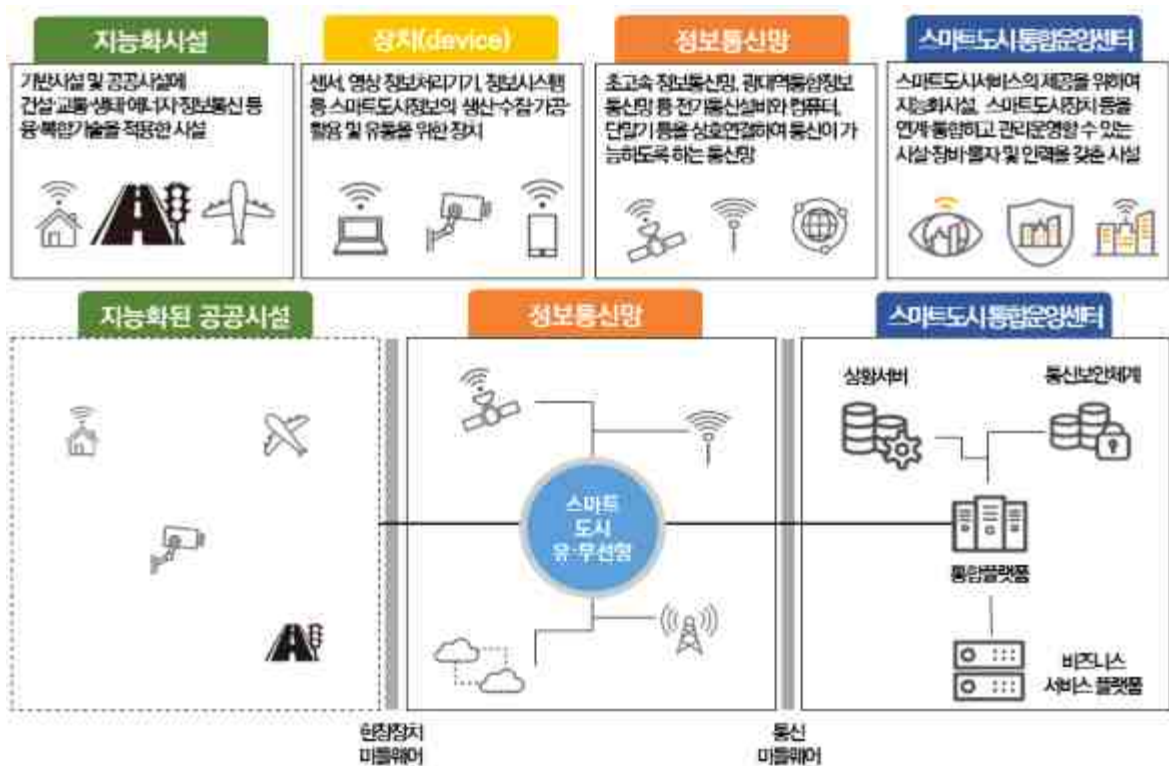 지능화시설
장치(device)
정보통신망
스마트도시 통합운영센터
기반시설 및 공공시설에
건설·교통·생태·에너지·정보통신 등
융·복합기술을 적용한 시설
센서, 영상 정보처리기기, 정보시스템
등 스마트도시정보의 생산·수집·가공·
활용 및 유통을 위한 장치
초고속 정보통신망, 광대역통합정보
통신망 등 전기통신설비와 컴퓨터,
단말기 등을 상호연결하여 통신이 가
능하도록 하는 통신망
스마트도시서비스의 제공을 위하여
지능화시설, 스마트도시장치 등을
연계·통합하고 관리운영할 수 있는
시설·장비·물자 및 인력을 갖춘 시설
지능화된 공공시설
정보통신망
스마트도시 통합운영센터
상황서버
통신보안체계
스마트
도시
유·무선망
통합플랫폼
비즈니스
서비스 플랫폼
현장장치
미들웨어
통신
미들웨어